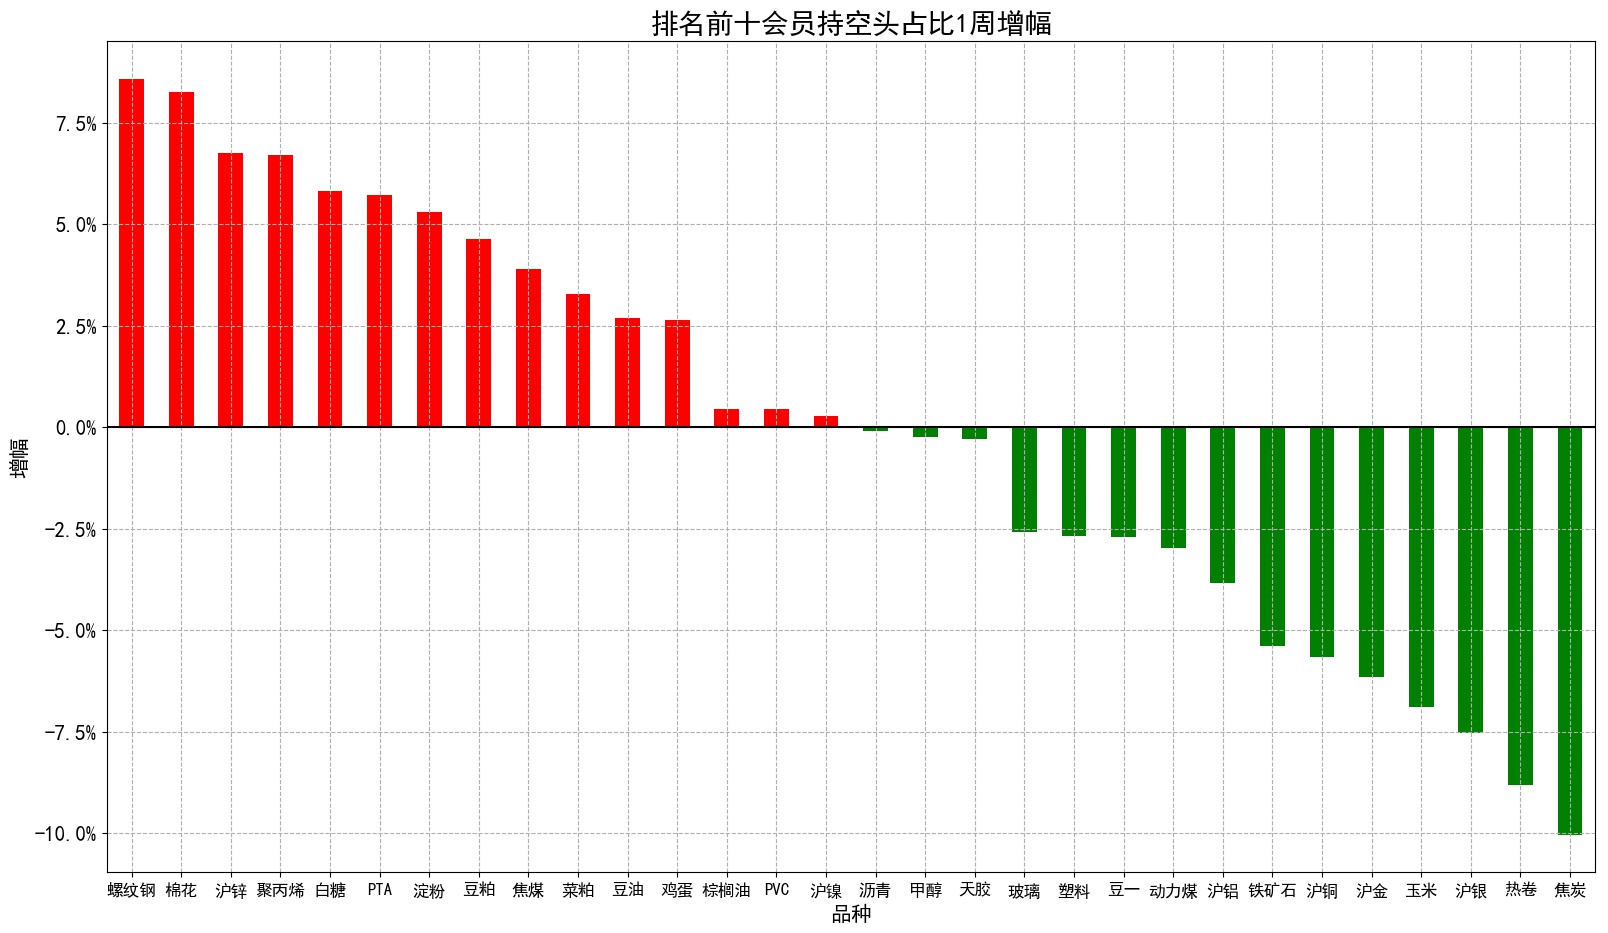 排名前十会员持空头占比1周增幅
7.5%
5.0%
2.5%
0.0%
−2.5%
−5.0%
−7.5%
−10.0%
增幅
螺纹钢 棉花 沪锌 聚丙烯 白糖 PTA 淀粉 豆粕 焦煤 菜粕 豆油 鸡蛋 棕榈油 PVC 沪镍 沥青 甲醇 天胶 玻璃 塑料 豆一 动力煤 沪铝 铁矿石 沪铜 沪金 玉米 沪银 热卷 焦炭
品种